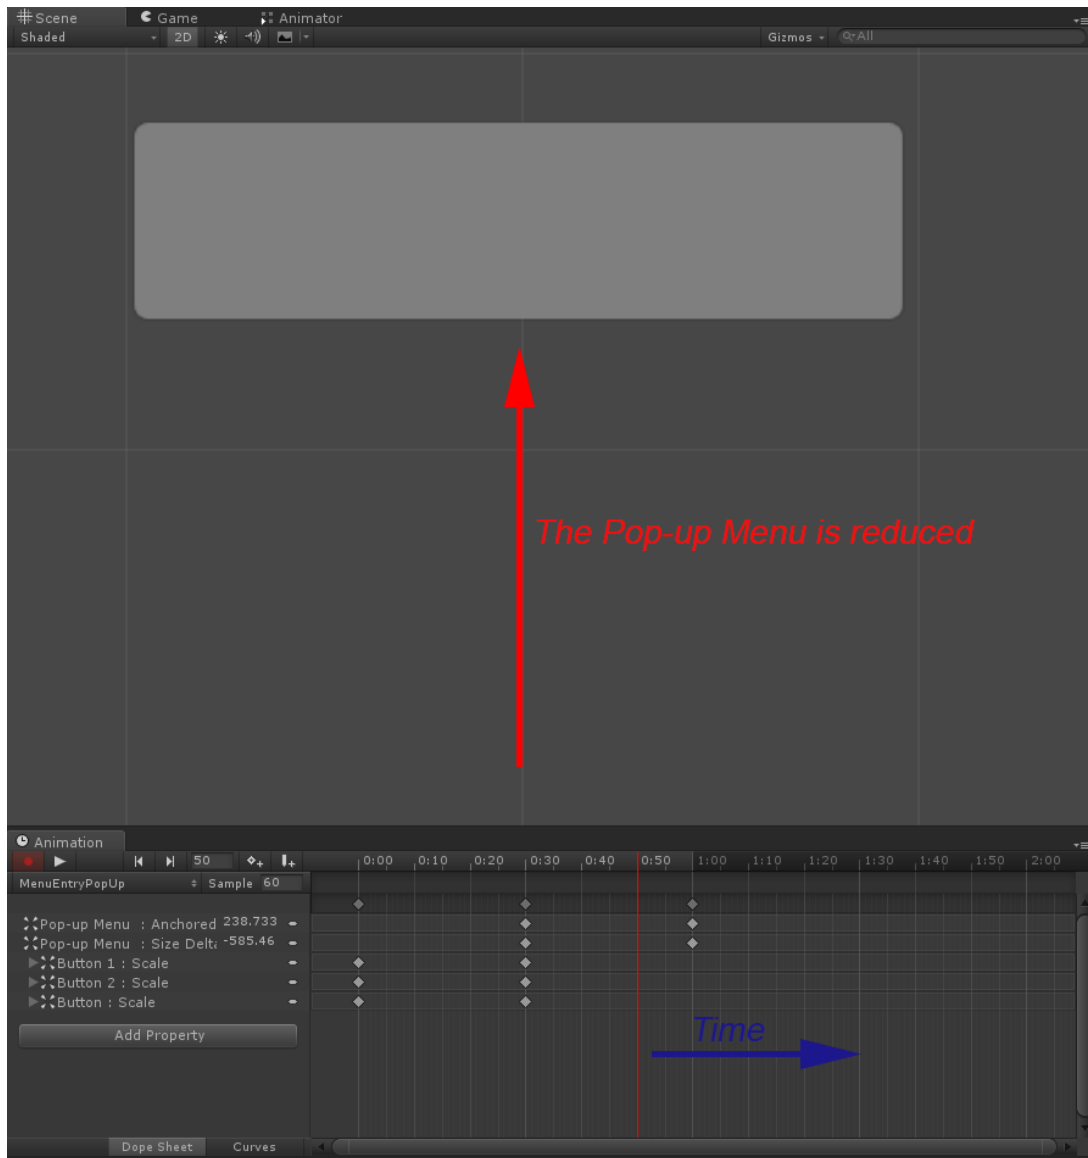 Scene Game Animator
Shaded 2D Gizmos All
The Pop-up Menu is reduced
Animation
50 0:00 0:10 0:20 0:30 0:40 0:50 1:00 1:10 1:20 1:30 1:40 1:50 2:00
MenuEntryPopUp Sample 60
Pop-up Menu : Anchored 238.733
Pop-up Menu : Size Delta -585.46
Button 1 : Scale
Button 2 : Scale
Button : Scale
Add Property
Time
Dope Sheet Curves